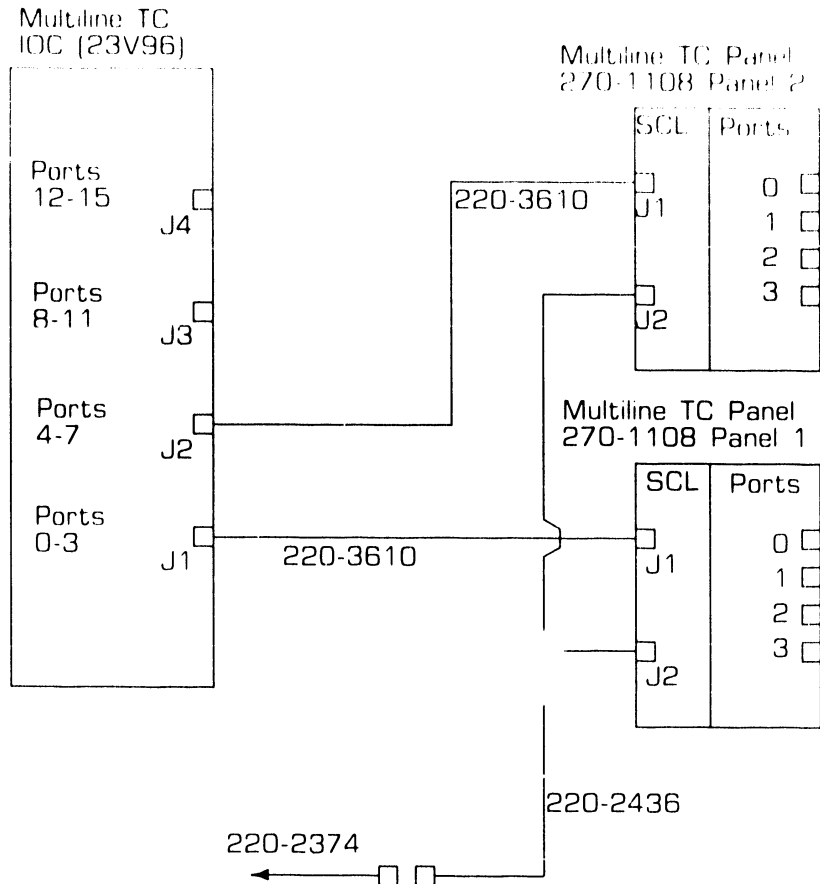 Multiline TC
IOC (23V96)
Ports
12-15
J4
Ports
8-11
J3
Ports
4-7
J2
Ports
0-3
J1
220-3610
220-3610
Multiline TC Panel
270-1108 Panel 2
SCL Ports
J1
J2
0
1
2
3
Multiline TC Panel
270-1108 Panel 1
SCL Ports
J1
J2
0
1
2
3
220-2436
220-2374